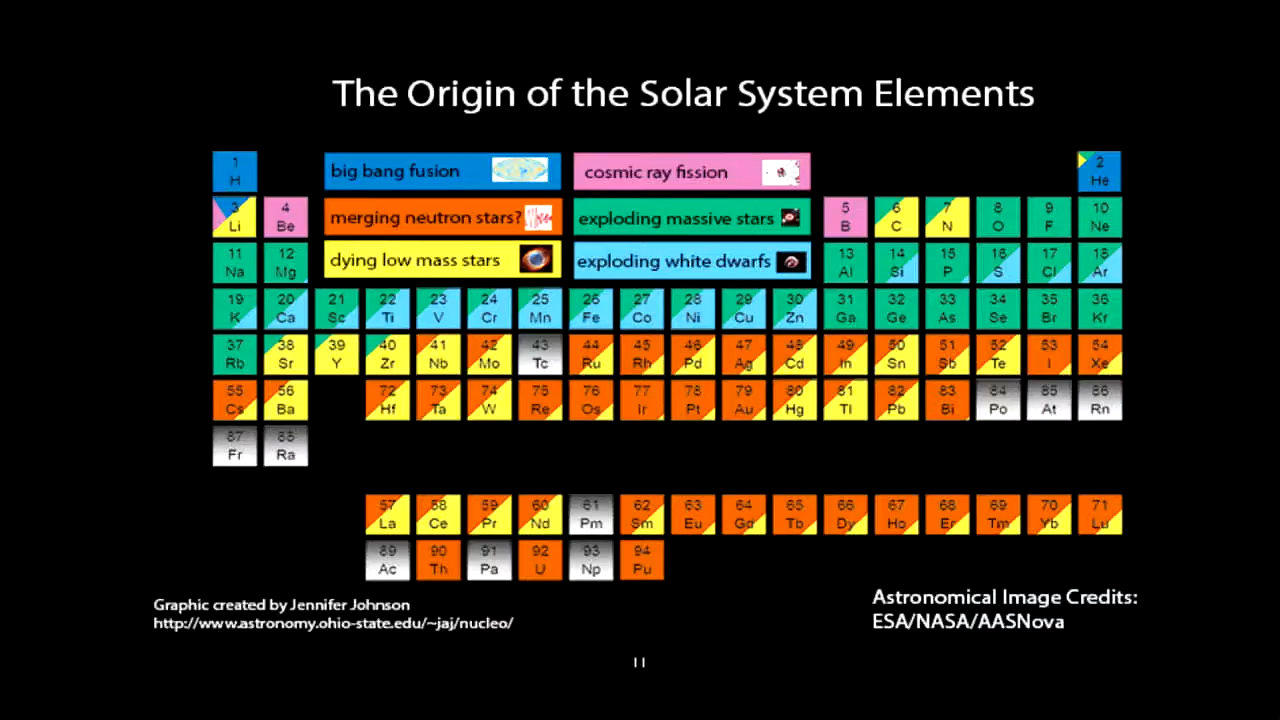 The Origin of the Solar System Elements
1 H big bang fusion cosmic ray fission 2 He
3 Li 4 Be merging neutron stars? exploding massive stars 5 B 6 C 7 N 8 O 9 F 10 Ne
11 Na 12 Mg dying low mass stars exploding white dwarfs 13 Al 14 Si 15 P 16 S 17 Cl 18 Ar
19 K 20 Ca 21 Sc 22 Ti 23 V 24 Cr 25 Mn 26 Fe 27 Co 28 Ni 29 Cu 30 Zn 31 Ga 32 Ge 33 As 34 Se 35 Br 36 Kr
37 Rb 38 Sr 39 Y 40 Zr 41 Nb 42 Mo 43 Tc 44 Ru 45 Rh 46 Pd 47 Ag 48 Cd 49 In 50 Sn 51 Sb 52 Te 53 I 54 Xe
55 Cs 56 Ba 72 Hf 73 Ta 74 W 75 Re 76 Os 77 Ir 78 Pt 79 Au 80 Hg 81 Tl 82 Pb 83 Bi 84 Po 85 At 86 Rn
87 Fr 88 Ra
57 La 58 Ce 59 Pr 60 Nd 61 Pm 62 Sm 63 Eu 64 Gd 65 Tb 66 Dy 67 Ho 68 Er 69 Tm 70 Yb 71 Lu
89 Ac 90 Th 91 Pa 92 U 93 Np 94 Pu
Graphic created by Jennifer Johnson
http://www.astronomy.ohio-state.edu/~jaj/nucleo/
Astronomical Image Credits:
ESA/NASA/AASNova
11